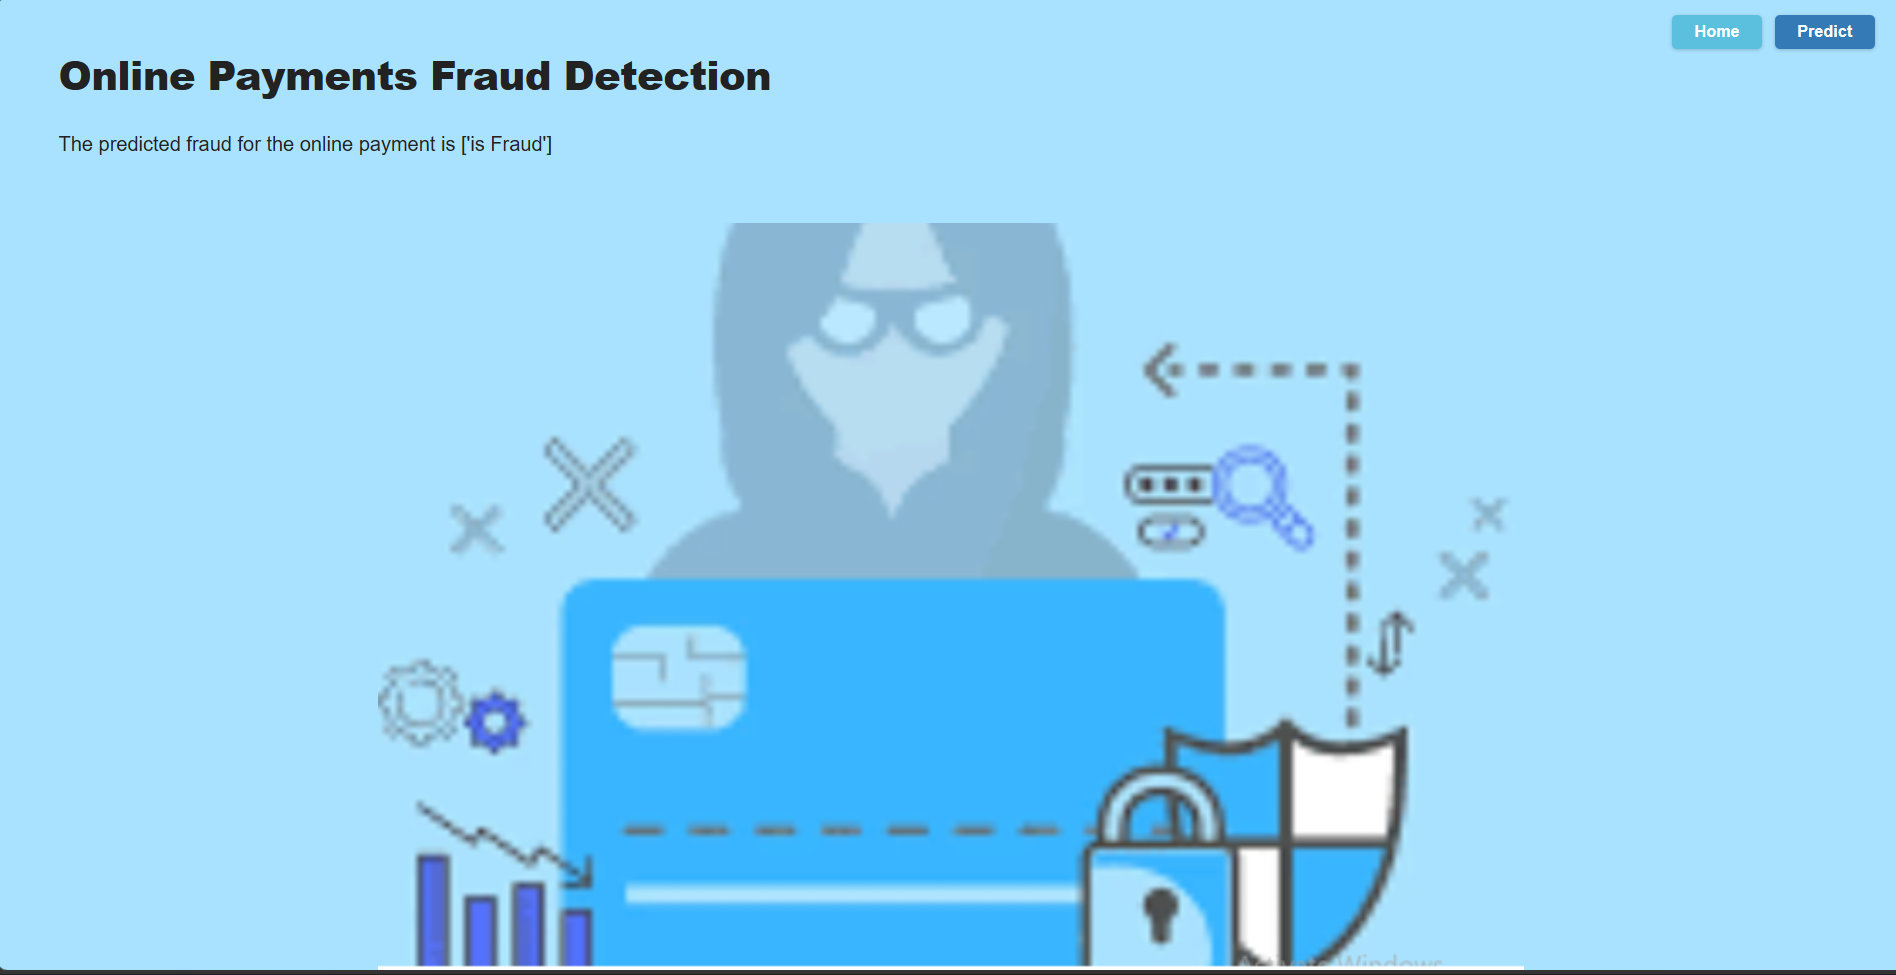 Home Predict
Online Payments Fraud Detection
The predicted fraud for the online payment is ['is Fraud']